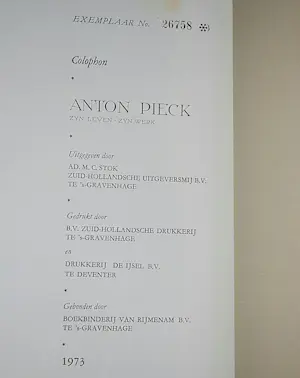 EXEMPLAAR No. 26758
Colophon
ANTON PIECK
ZYN LEVEN-ZYN WERK
Uitgegeven door
AD. M. C. STOK
ZUID-HOLLANDSCHE UITGEVERSMIJ B.V.
TE 's-GRAVENHAGE
Gedrukt door
B.V. ZUID-HOLLANDSCHE DRUKKERIJ
TE 's-GRAVENHAGE
en
DRUKKERIJ DE IJSEL B.V.
TE DEVENTER
Gebonden door
BOEKBINDERIJ VAN RIJMENAM B.V.
TE 's-GRAVENHAGE
1973